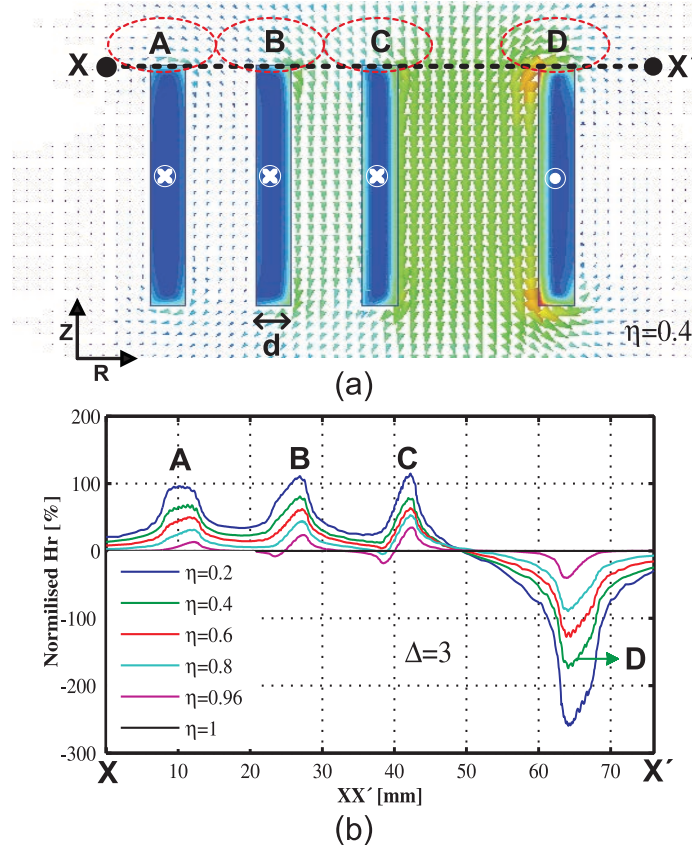 A B C D
X X´
Z
R
d
η=0.4
(a)
200
100
0
-100
-200
-300
Normilised Hr [%]
A B C
η=0.2
η=0.4
η=0.6
η=0.8
η=0.96
η=1
Δ=3
D
X 10 20 30 40 50 60 70 X´
XX´ [mm]
(b)